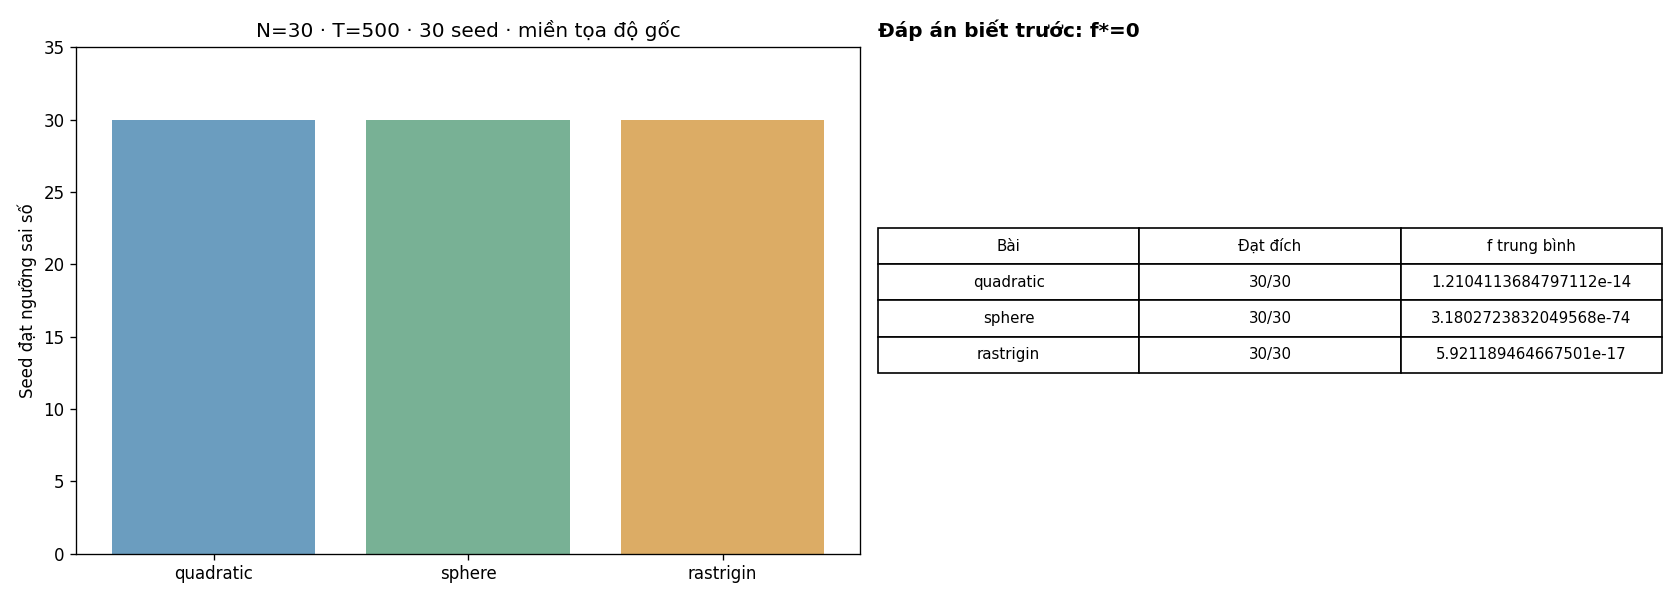 N=30 · T=500 · 30 seed · miền tọa độ gốc
Seed đạt ngưỡng sai số
35
30
25
20
15
10
5
0
quadratic sphere rastrigin
Đáp án biết trước: f*=0
Bài Đạt đích f trung bình
quadratic 30/30 1.2104113684797112e-14
sphere 30/30 3.1802723832049568e-74
rastrigin 30/30 5.921189464667501e-17